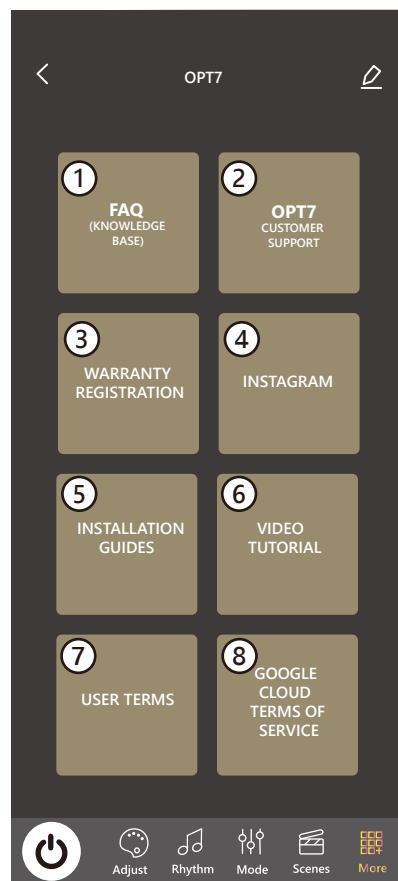 OPT7
1
FAQ
(KNOWLEDGE
BASE)
2
OPT7
CUSTOMER
SUPPORT
3
WARRANTY
REGISTRATION
4
INSTAGRAM
5
INSTALLATION
GUIDES
6
VIDEO
TUTORIAL
7
USER TERMS
8
GOOGLE
CLOUD
TERMS OF
SERVICE
Adjust
Rhythm
Mode
Scenes
More